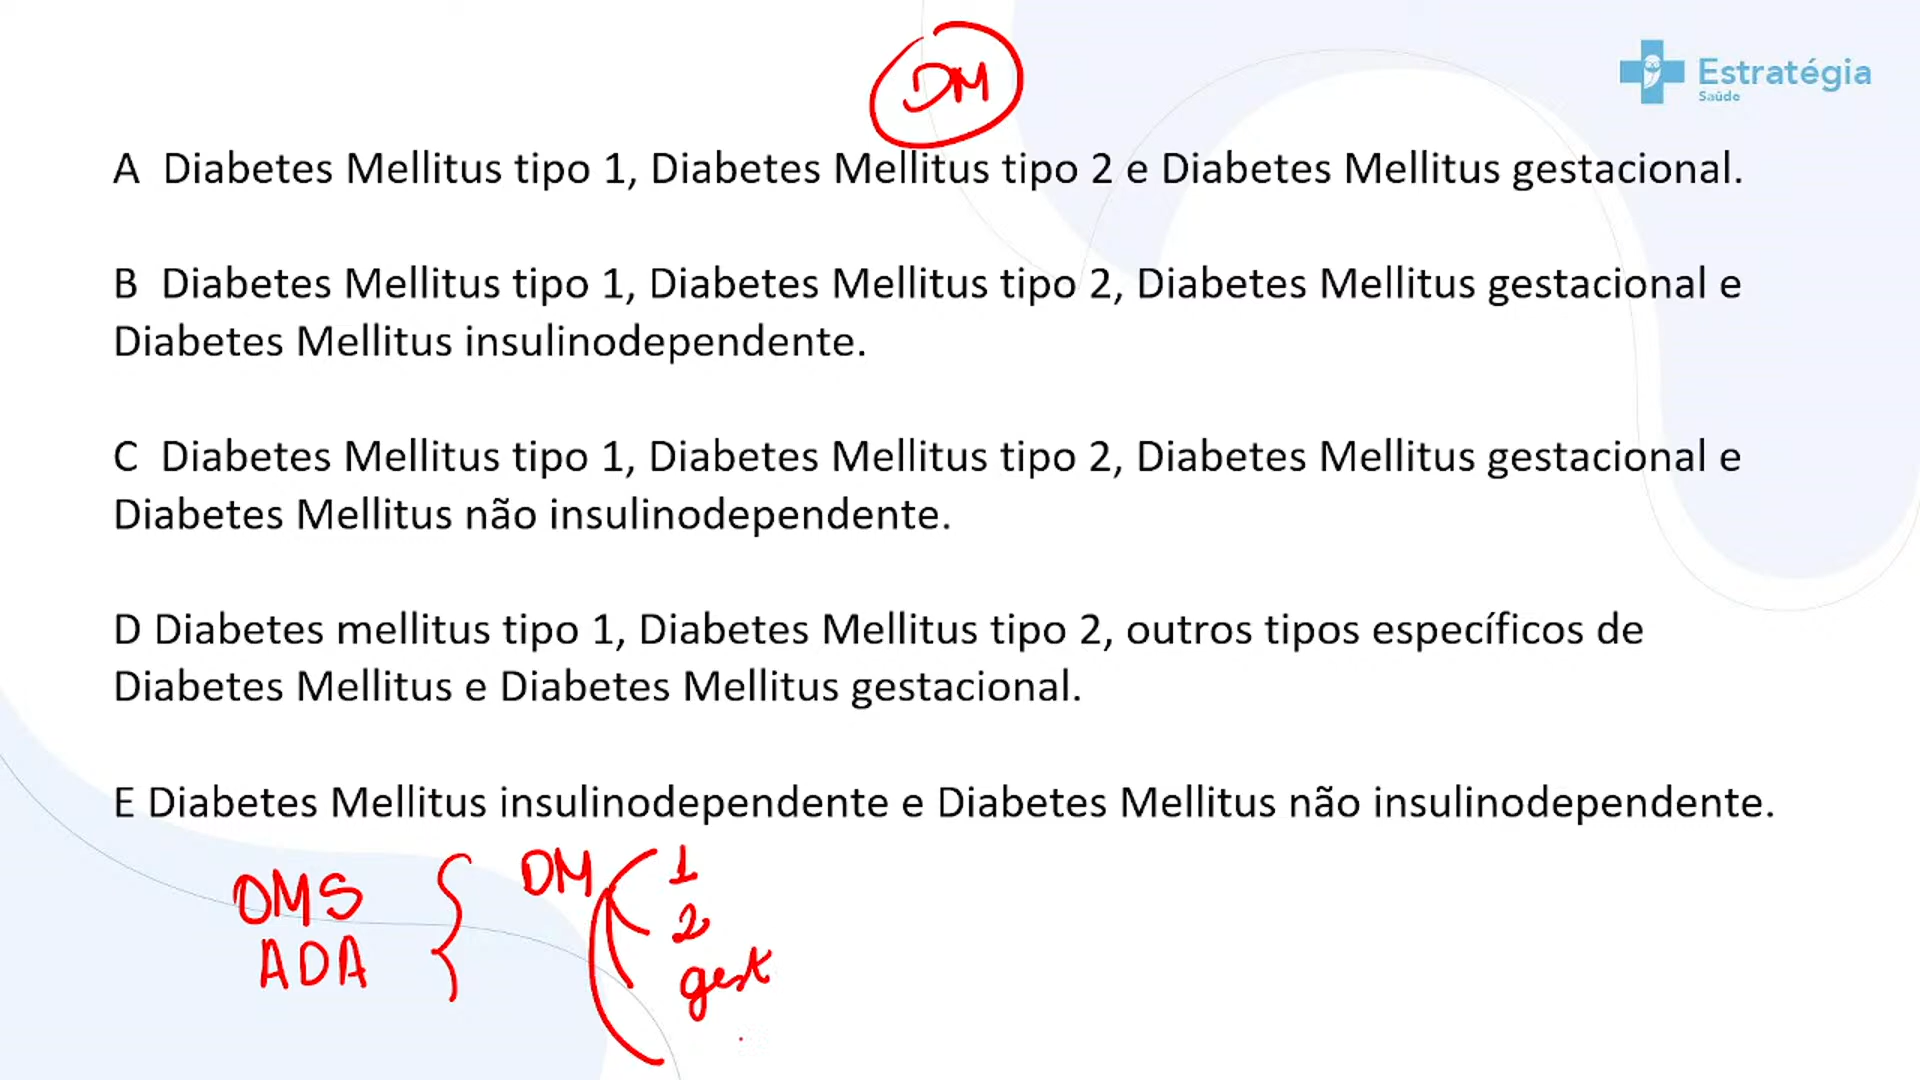 DM
Estratégia
Saúde
A Diabetes Mellitus tipo 1, Diabetes Mellitus tipo 2 e Diabetes Mellitus gestacional.
B Diabetes Mellitus tipo 1, Diabetes Mellitus tipo 2, Diabetes Mellitus gestacional e
Diabetes Mellitus insulinodependente.
C Diabetes Mellitus tipo 1, Diabetes Mellitus tipo 2, Diabetes Mellitus gestacional e
Diabetes Mellitus não insulinodependente.
D Diabetes mellitus tipo 1, Diabetes Mellitus tipo 2, outros tipos específicos de
Diabetes Mellitus e Diabetes Mellitus gestacional.
E Diabetes Mellitus insulinodependente e Diabetes Mellitus não insulinodependente.
OMS
ADA
DM
1
2
gest